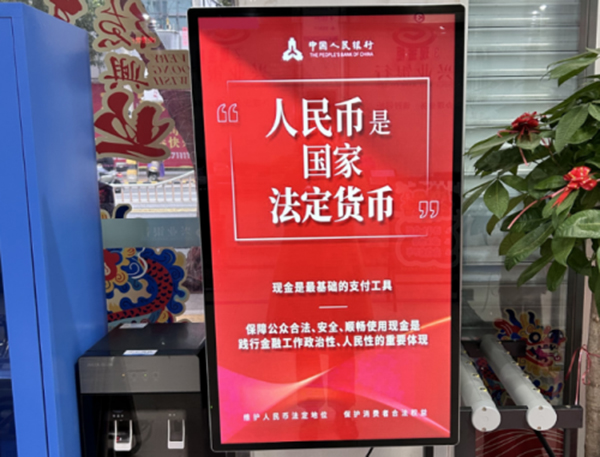 中国人民银行
THE PEOPLE'S BANK OF CHINA
“
人民币是
国家
法定货币
”
现金是最基础的支付工具
保障公众合法、安全、顺畅使用现金是
践行金融工作政治性、人民性的重要体现
维护人民币法定地位 保护消费者合法权益